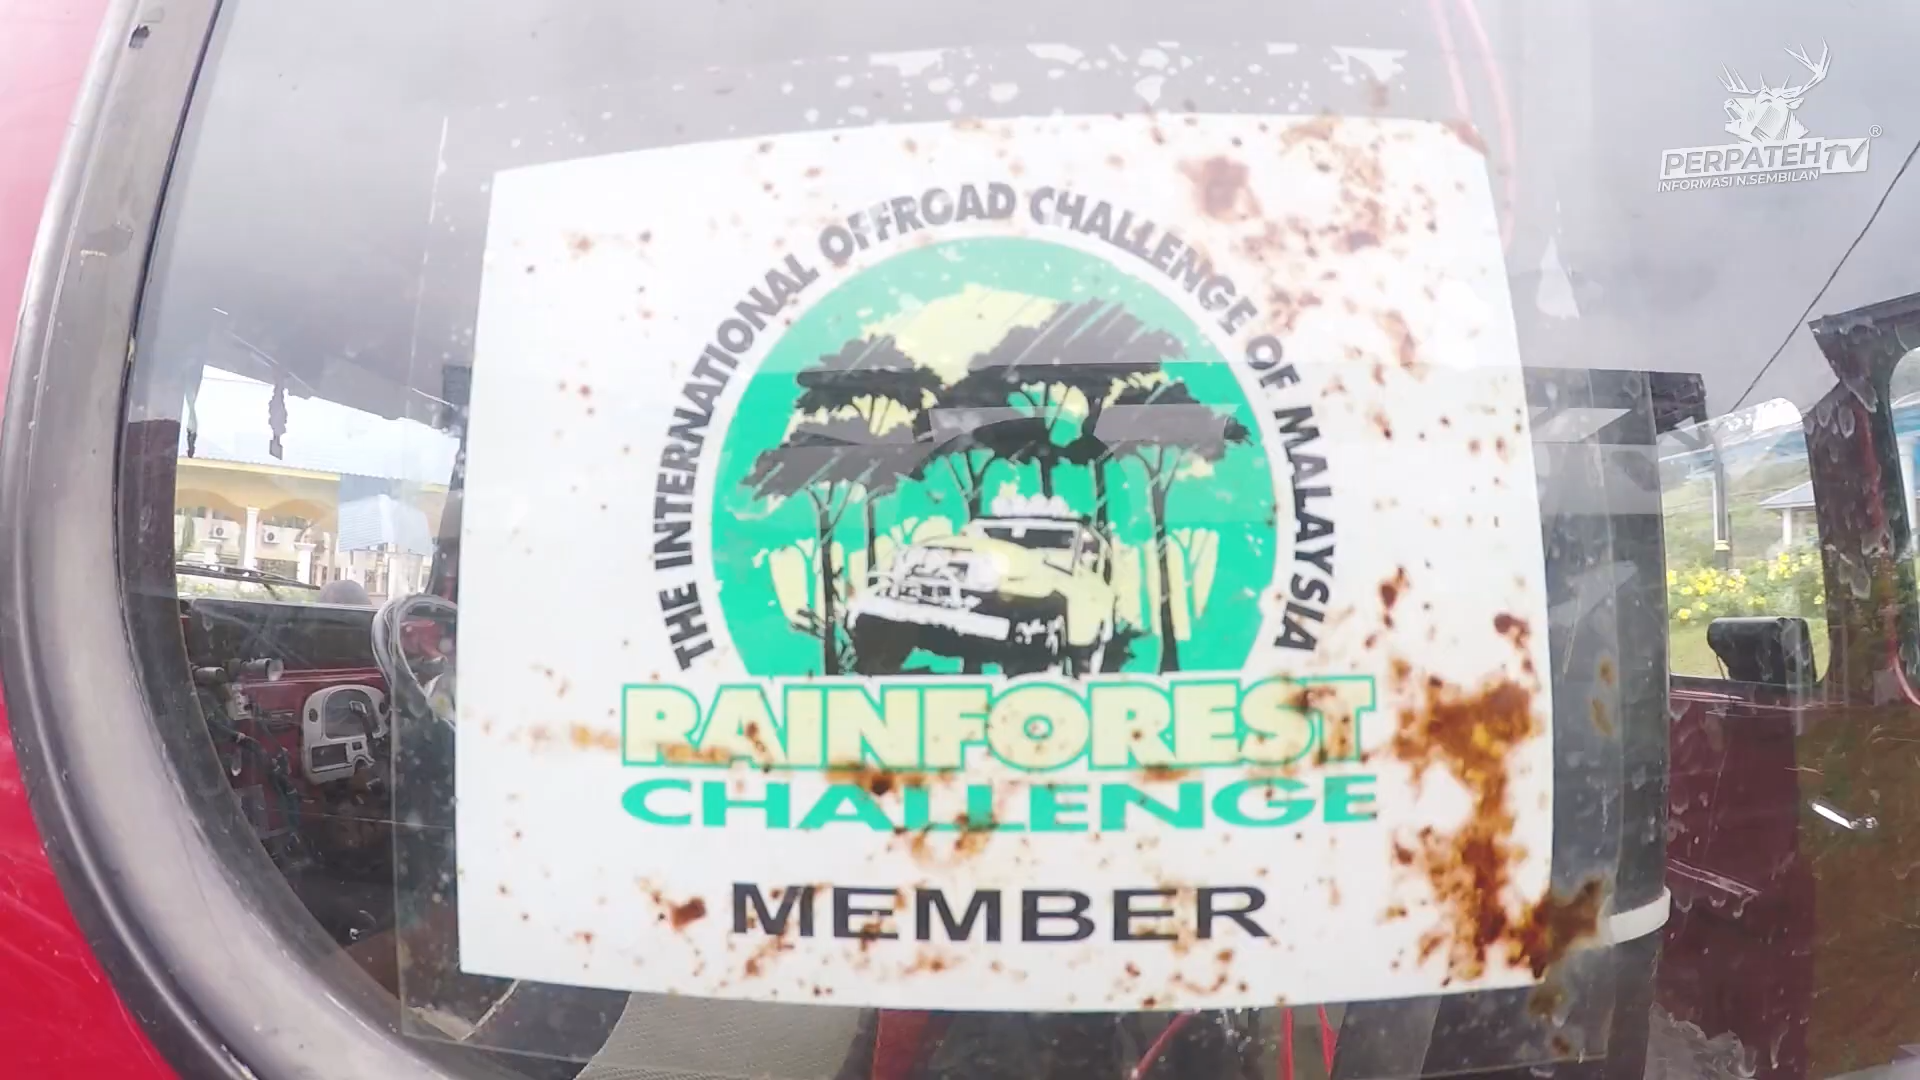 THE INTERNATIONAL OFFROAD CHALLENGE OF MALAYSIA
RAINFOREST
CHALLENGE
MEMBER
PERPATEH TV ®
INFORMASI N.SEMBILAN